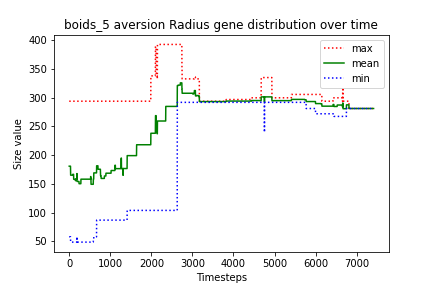 boids_5 aversion Radius gene distribution over time
400
350
300
250
200
150
100
50
Size value
max
mean
min
0
1000
2000
3000
4000
5000
6000
7000
Timesteps